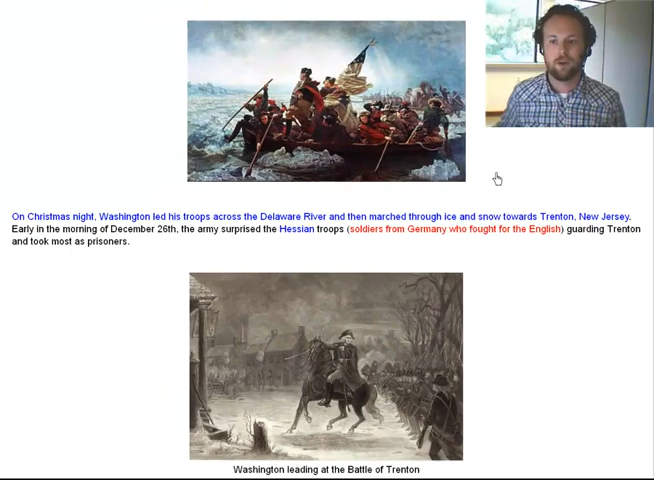 On Christmas night, Washington led his troops across the Delaware River and then marched through ice and snow towards Trenton, New Jersey.
Early in the morning of December 26th, the army surprised the Hessian troops (soldiers from Germany who fought for the English) guarding Trenton
and took most as prisoners.
Washington leading at the Battle of Trenton